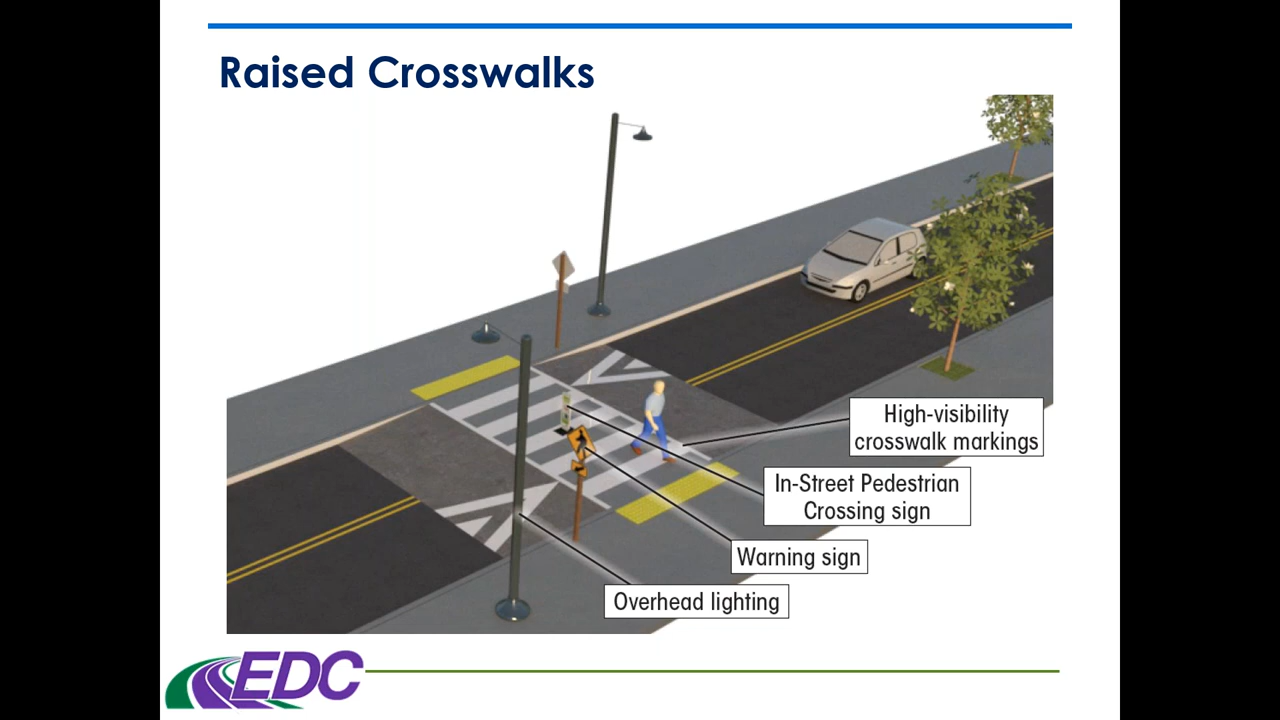 Raised Crosswalks
High-visibility
crosswalk markings
In-Street Pedestrian
Crossing sign
Warning sign
Overhead lighting
EDC